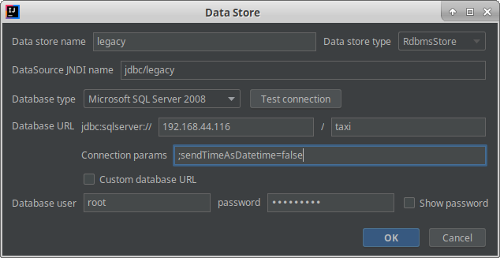 Data Store
Data store name legacy Data store type RdbmsStore
DataSource JNDI name jdbc/legacy
Database type Microsoft SQL Server 2008 Test connection
Database URL jdbc:sqlserver:// 192.168.44.116 / taxi
Connection params ;sendTimeAsDatetime=false
Custom database URL
Database user root password ••••••••• Show password
OK Cancel